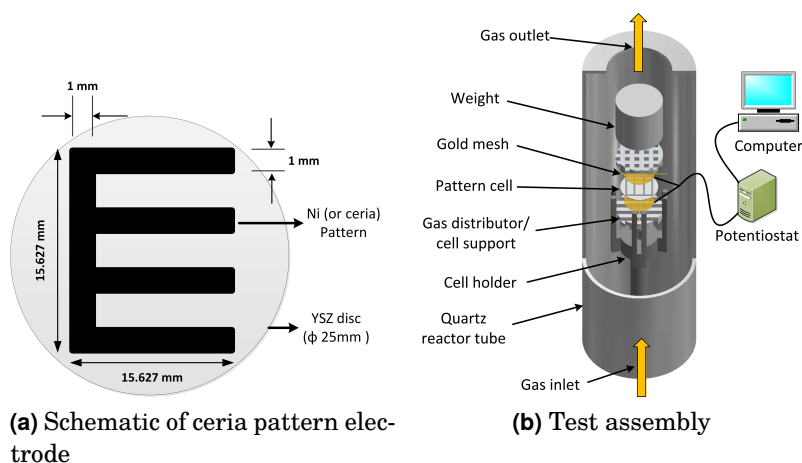 1 mm
1 mm
15.627 mm
Ni (or ceria)
Pattern
YSZ disc
(ϕ 25mm )
15.627 mm
(a) Schematic of ceria pattern elec-
trode
Gas outlet
Weight
Gold mesh
Pattern cell
Gas distributor/
cell support
Cell holder
Quartz
reactor tube
Gas inlet
Computer
Potentiostat
(b) Test assembly